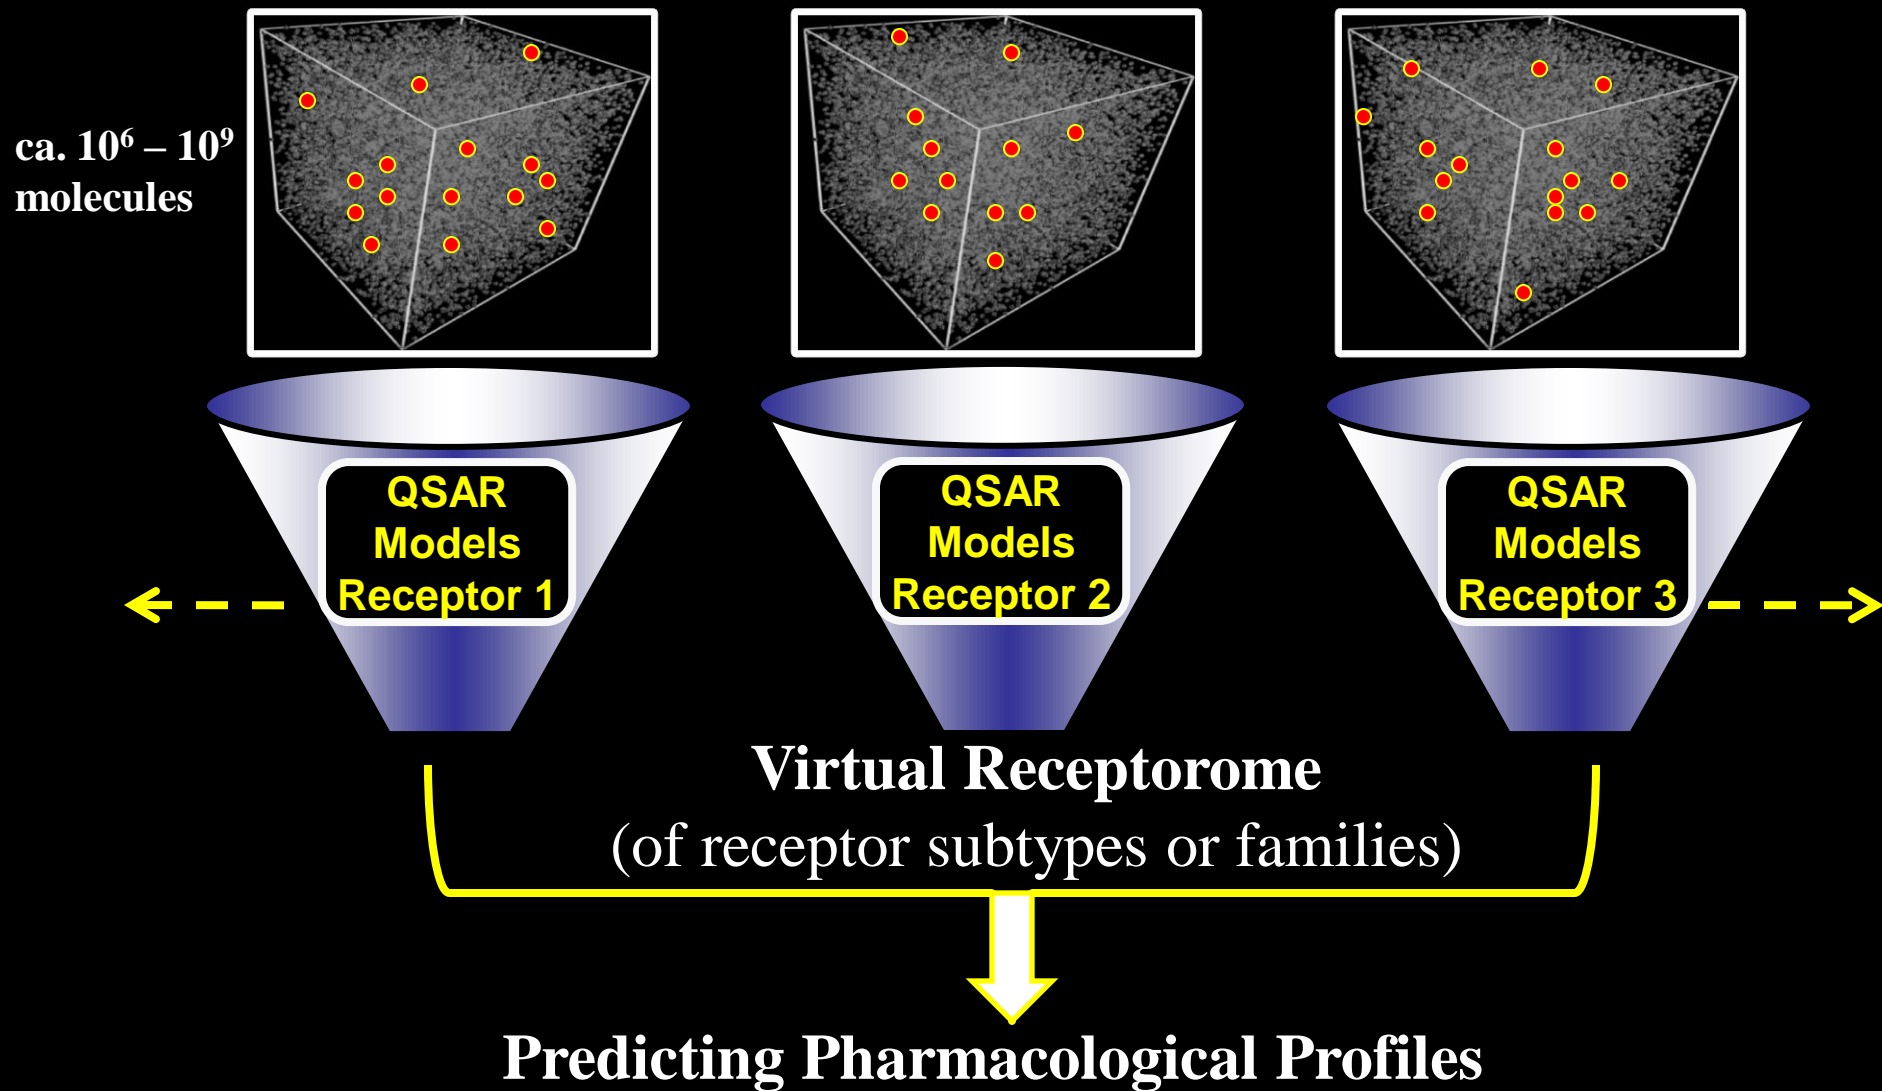 ca. 10⁶ – 10⁹
molecules
QSAR
Models
Receptor 1
QSAR
Models
Receptor 2
QSAR
Models
Receptor 3
Virtual Receptorome
(of receptor subtypes or families)
Predicting Pharmacological Profiles